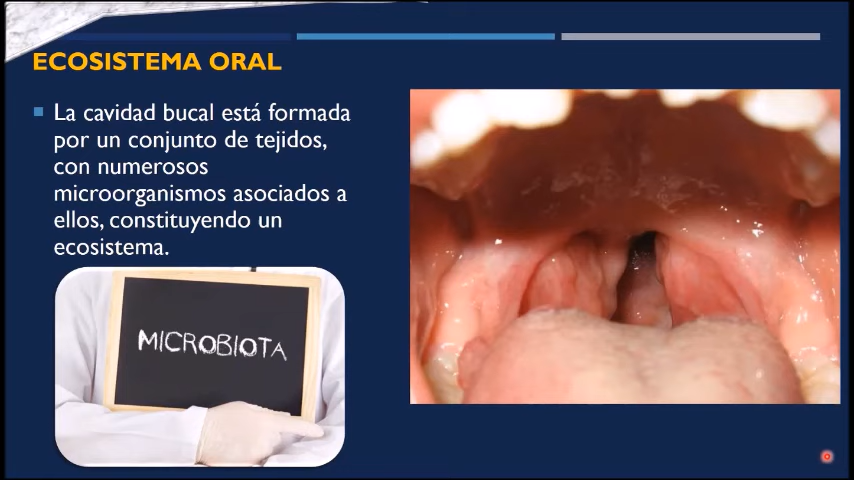 ECOSISTEMA ORAL
La cavidad bucal está formada
por un conjunto de tejidos,
con numerosos
microorganismos asociados a
ellos, constituyendo un
ecosistema.
MICROBIOTA